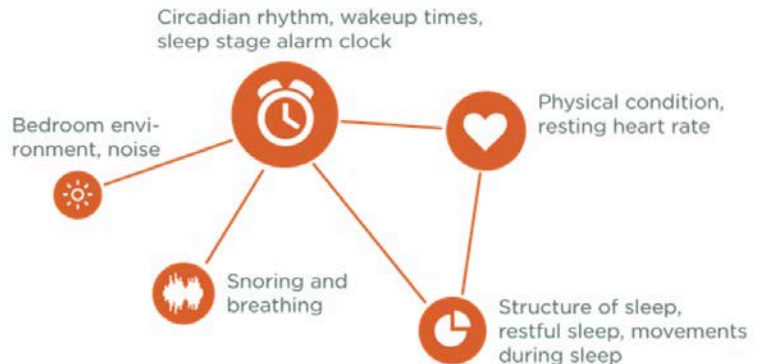 Circadian rhythm, wakeup times,
sleep stage alarm clock
Physical condition,
resting heart rate
Bedroom envi-
ronment, noise
Snoring and
breathing
Structure of sleep,
restful sleep, movements
during sleep